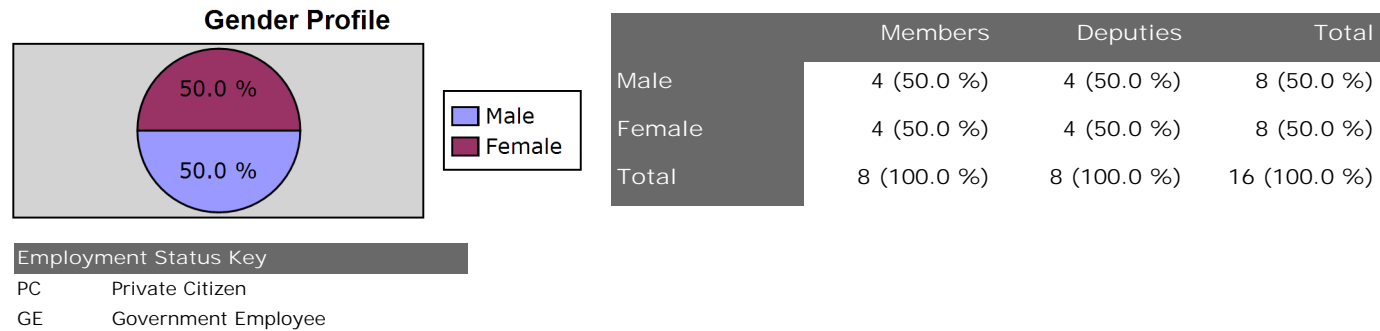 Gender Profile
50.0 %
50.0 %
Male
Female
Members Deputies Total
Male 4 (50.0 %) 4 (50.0 %) 8 (50.0 %)
Female 4 (50.0 %) 4 (50.0 %) 8 (50.0 %)
Total 8 (100.0 %) 8 (100.0 %) 16 (100.0 %)
Employment Status Key
PC Private Citizen
GE Government Employee